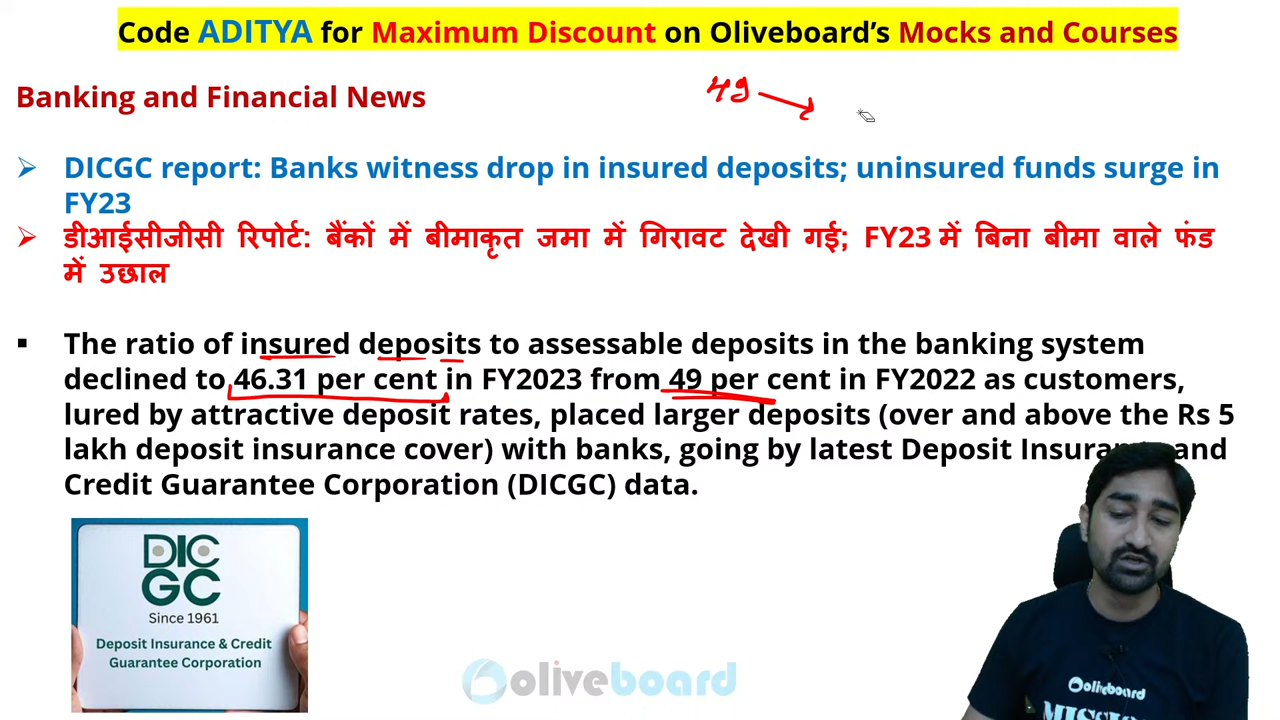 Code ADITYA for Maximum Discount on Oliveboard's Mocks and Courses
Banking and Financial News
49
➢ DICGC report: Banks witness drop in insured deposits; uninsured funds surge in
FY23
➢ डीआईसीजीसी रिपोर्ट: बैंकों में बीमाकृत जमा में गिरावट देखी गई; FY23 में बिना बीमा वाले फंड
में उछाल
▪ The ratio of insured deposits to assessable deposits in the banking system
declined to 46.31 per cent in FY2023 from 49 per cent in FY2022 as customers,
lured by attractive deposit rates, placed larger deposits (over and above the Rs 5
lakh deposit insurance cover) with banks, going by latest Deposit Insurance and
Credit Guarantee Corporation (DICGC) data.
DIC
GC
Since 1961
Deposit Insurance & Credit
Guarantee Corporation
oliveboard
oliveboard